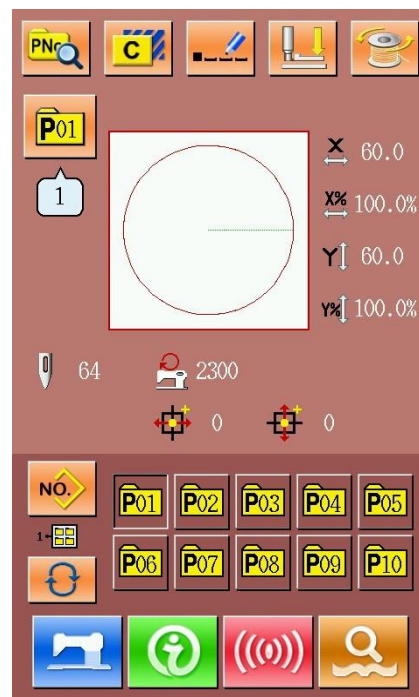 PNo. C
P01
1
X 60.0
X% 100.0%
Y 60.0
Y% 100.0%
64 2300
0 0
NO. P01 P02 P03 P04 P05
1-
P06 P07 P08 P09 P10